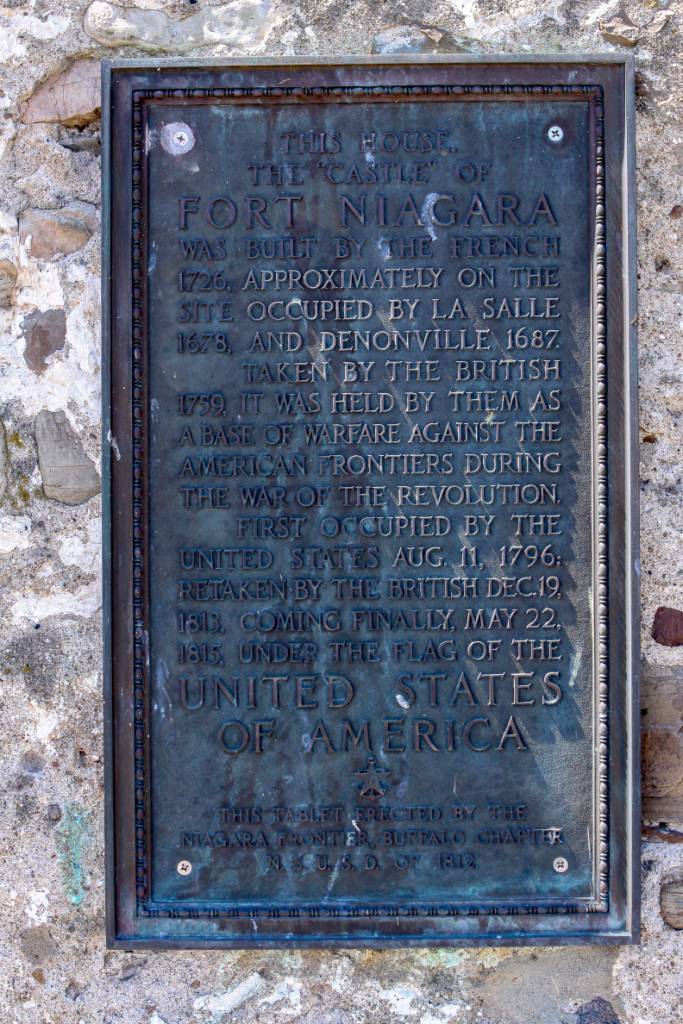 THIS HOUSE,
THE "CASTLE" OF
FORT NIAGARA
WAS BUILT BY THE FRENCH
1726, APPROXIMATELY ON THE
SITE OCCUPIED BY LA SALLE
1678, AND DENONVILLE 1687.
TAKEN BY THE BRITISH
1759, IT WAS HELD BY THEM AS
A BASE OF WARFARE AGAINST THE
AMERICAN FRONTIERS DURING
THE WAR OF THE REVOLUTION.
FIRST OCCUPIED BY THE
UNITED STATES AUG. 11, 1796;
RETAKEN BY THE BRITISH DEC. 19,
1813, COMING FINALLY, MAY 22,
1815, UNDER THE FLAG OF THE
UNITED STATES
OF AMERICA
THIS TABLET ERECTED BY THE
NIAGARA FRONTIER, BUFFALO CHAPTER
N. S. U. S. D. OF 1812